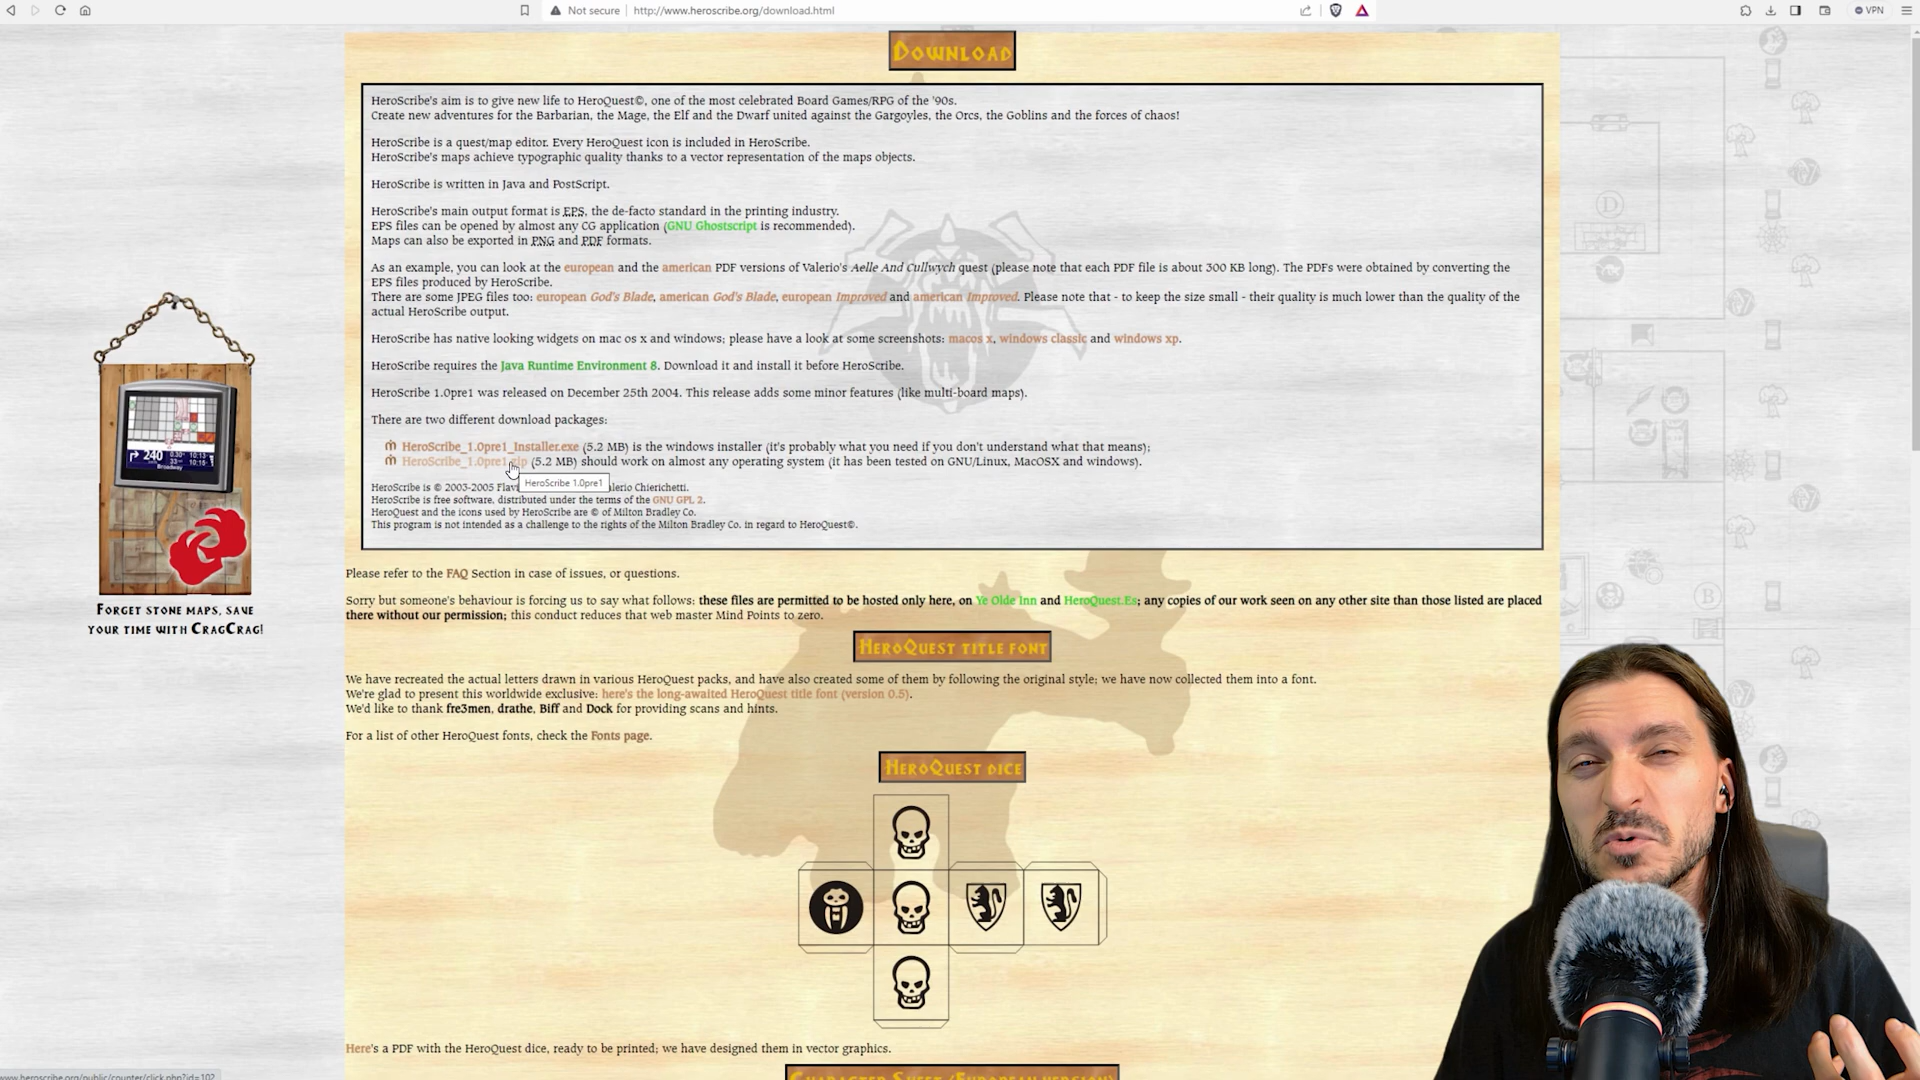 Not secure
http://www.heroscribe.org/download.html
VPN
Download
HeroScribe's aim is to give new life to HeroQuest©, one of the most celebrated Board Games/RPG of the '90s.
Create new adventures for the Barbarian, the Mage, the Elf and the Dwarf united against the Gargoyles, the Orcs, the Goblins and the forces of chaos!
HeroScribe is a quest/map editor. Every HeroQuest icon is included in HeroScribe.
HeroScribe's maps achieve typographic quality thanks to a vector representation of the maps objects.
HeroScribe is written in Java and PostScript.
HeroScribe's main output format is EPS, the de-facto standard in the printing industry.
EPS files can be opened by almost any CG application (GNU Ghostscript is recommended).
Maps can also be exported in PNG and PDF formats.
As an example, you can look at the european and the american PDF versions of Valerio's Aelle And Cullwych quest (please note that each PDF file is about 300 KB long). The PDFs were obtained by converting the
EPS files produced by HeroScribe.
There are some JPEG files too: european God's Blade, american God's Blade, european Improved and american Improved. Please note that - to keep the size small - their quality is much lower than the quality of the
actual HeroScribe output.
HeroScribe has native looking widgets on mac os x and windows; please have a look at some screenshots: macos x, windows classic and windows xp.
HeroScribe requires the Java Runtime Environment 8. Download it and install it before HeroScribe.
HeroScribe 1.0pre1 was released on December 25th 2004. This release adds some minor features (like multi-board maps).
There are two different download packages:
HeroScribe_1.0pre1_Installer.exe (5.2 MB) is the windows installer (it's probably what you need if you don't understand what that means);
HeroScribe_1.0pre1.zip (5.2 MB) should work on almost any operating system (it has been tested on GNU/Linux, MacOSX and windows).
HeroScribe 1.0pre1
HeroScribe is © 2003-2005 Flavi lerio Chierichetti.
HeroScribe is free software, distributed under the terms of the GNU GPL 2.
HeroQuest and the icons used by HeroScribe are © of Milton Bradley Co.
This program is not intended as a challenge to the rights of the Milton Bradley Co. in regard to HeroQuest©.
240
Broadway
Forget stone maps, save
your time with CragCrag!
Please refer to the FAQ Section in case of issues, or questions.
Sorry but someone's behaviour is forcing us to say what follows: these files are permitted to be hosted only here, on Ye Olde Inn and HeroQuest.Es; any copies of our work seen on any other site than those listed are placed
there without our permission; this conduct reduces that web master Mind Points to zero.
HeroQuest title font
We have recreated the actual letters drawn in various HeroQuest packs, and have also created some of them by following the original style; we have now collected them into a font.
We're glad to present this worldwide exclusive: here's the long-awaited HeroQuest title font (version 0.5).
We'd like to thank fre3men, drathe, Biff and Dock for providing scans and hints.
For a list of other HeroQuest fonts, check the Fonts page.
HeroQuest dice
Here's a PDF with the HeroQuest dice, ready to be printed; we have designed them in vector graphics.
Character Sheet (European version)
www.heroscribe.org/public/counter/click.php?id=102